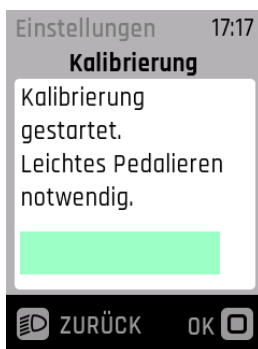 Einstellungen 17:17
Kalibrierung
Kalibrierung
gestartet.
Leichtes Pedalieren
notwendig.
ZURÜCK OK